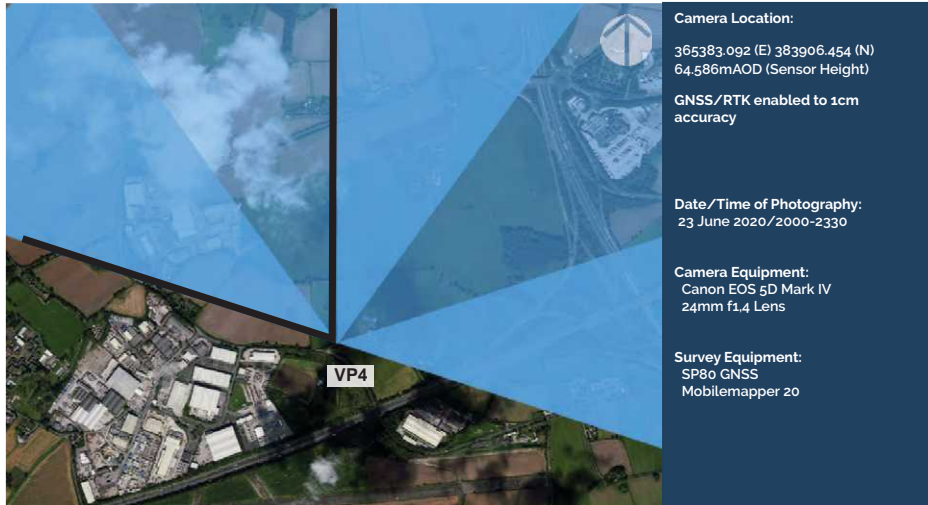 Camera Location:
365383.092 (E) 383906.454 (N)
64.586mAOD (Sensor Height)
GNSS/RTK enabled to 1cm
accuracy
Date/Time of Photography:
23 June 2020/2000-2330
Camera Equipment:
Canon EOS 5D Mark IV
24mm f1,4 Lens
Survey Equipment:
SP80 GNSS
Mobilemapper 20
VP4